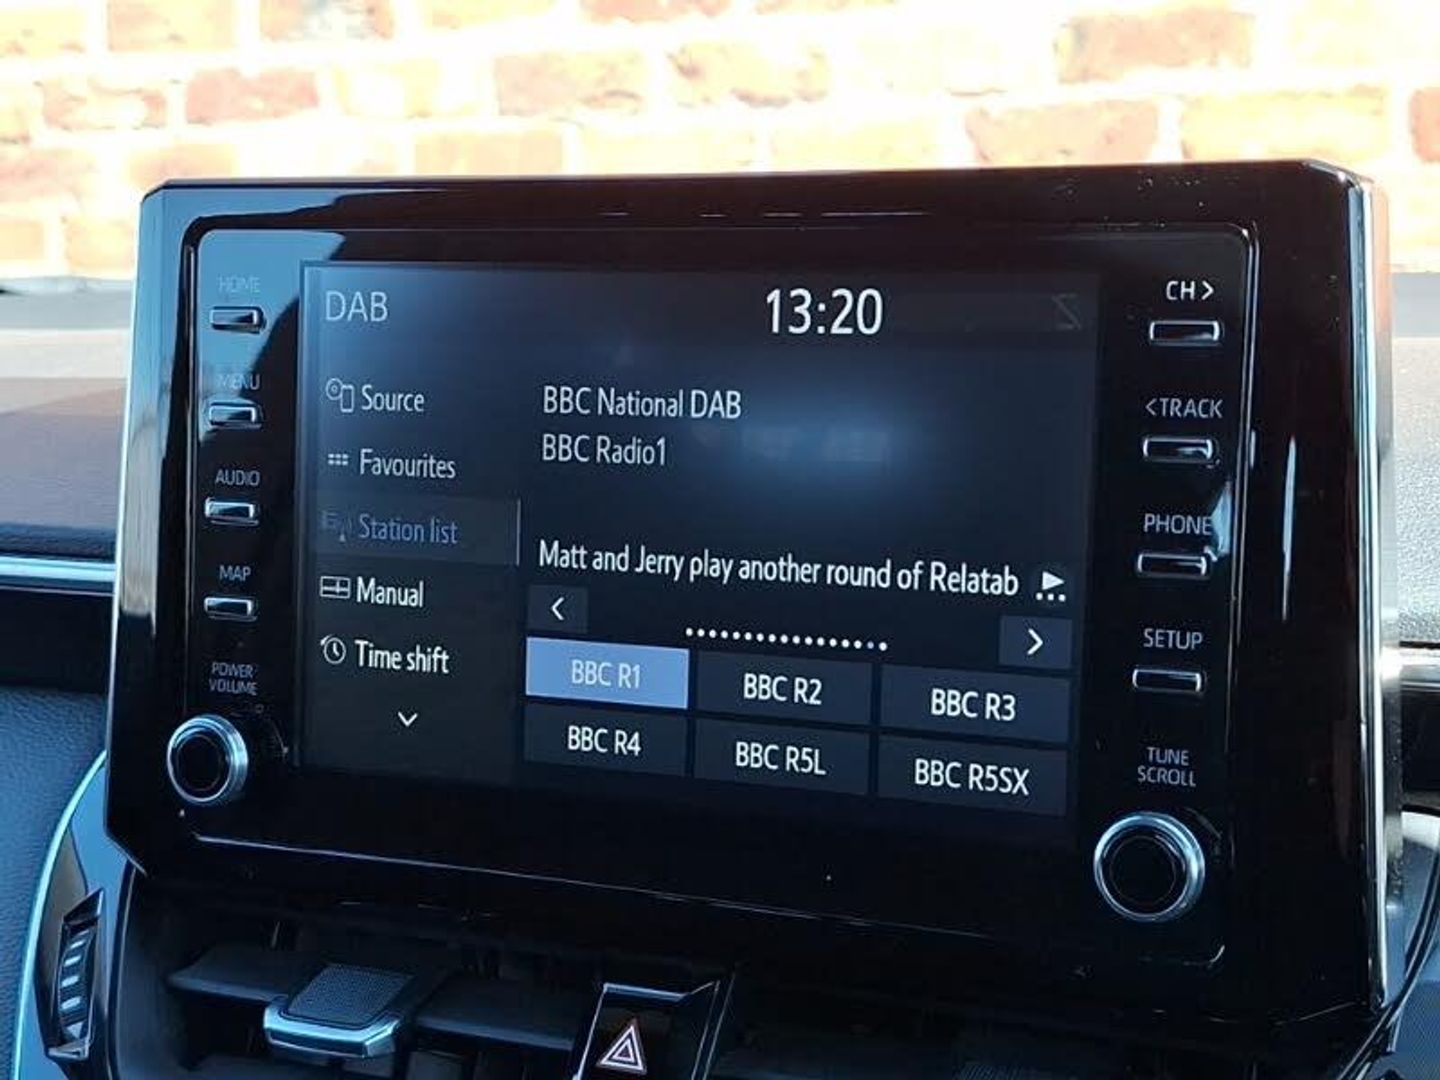 HOME
MENU
AUDIO
MAP
POWER
VOLUME
DAB
13:20
Source
Favourites
Station list
Manual
Time shift
BBC National DAB
BBC Radio1
Matt and Jerry play another round of Relatab
BBC R1
BBC R2
BBC R3
BBC R4
BBC R5L
BBC R5SX
CH >
< TRACK
PHONE
SETUP
TUNE
SCROLL